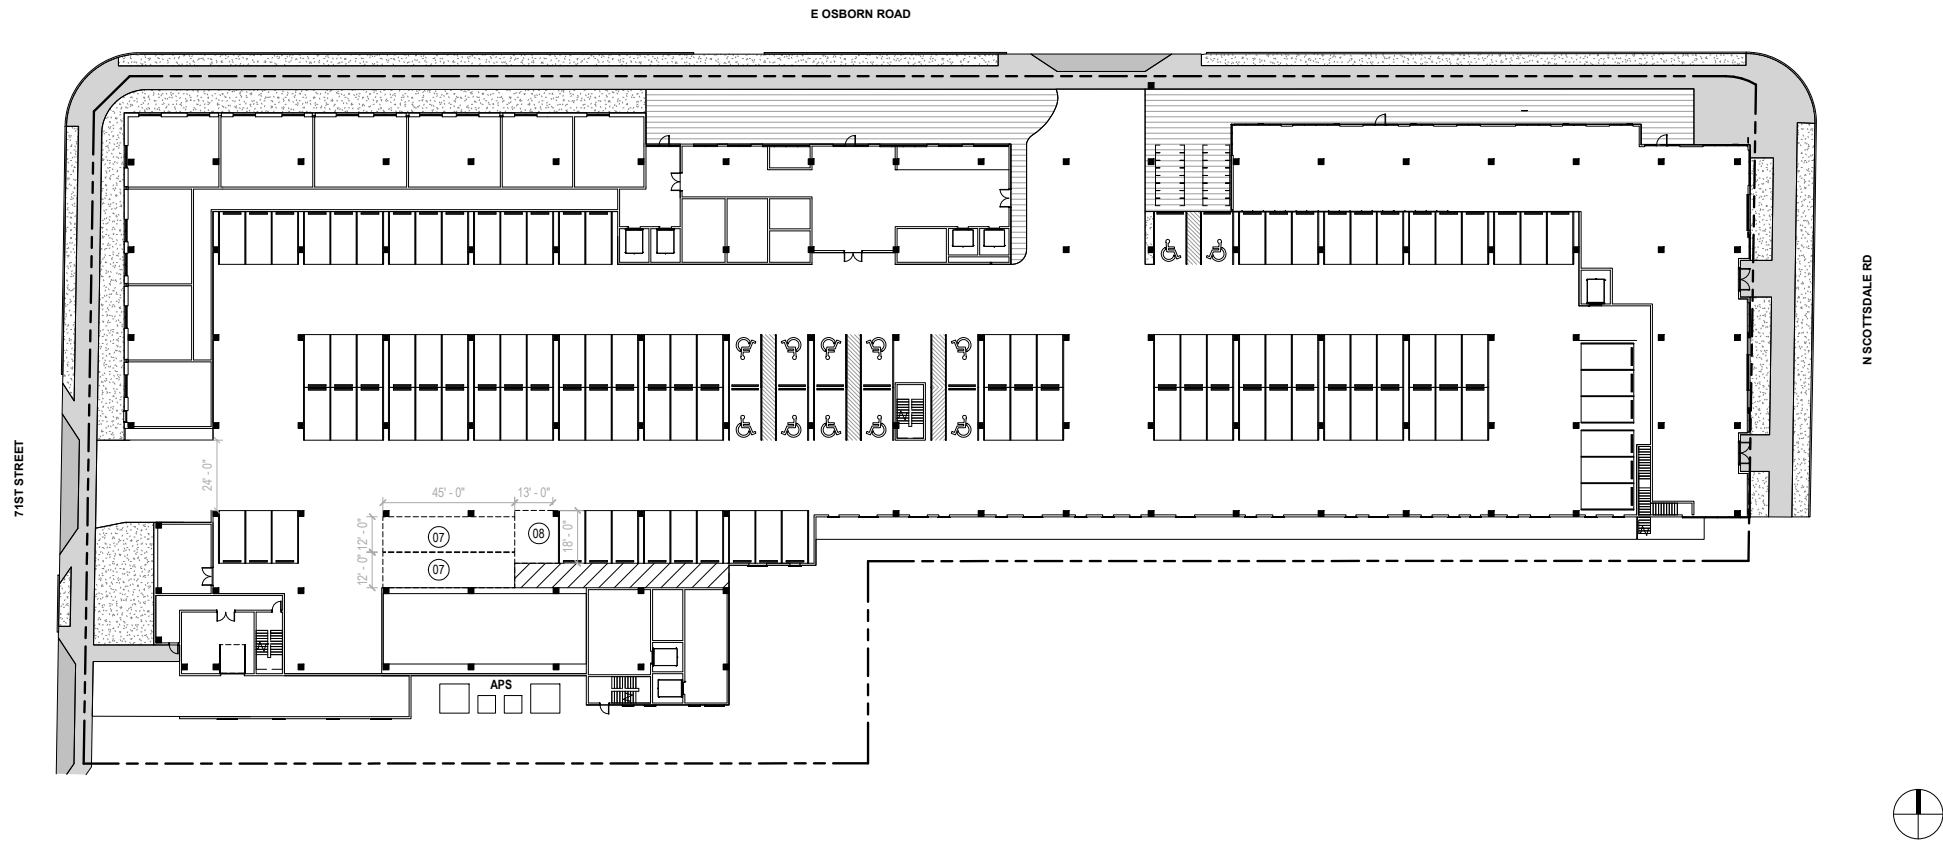 E OSBORN ROAD
N SCOTTSDALE RD
71ST STREET
24' - 0"
45' - 0"
13' - 0"
12' - 0"
12' - 0"
18' - 0"
07
08
07
APS